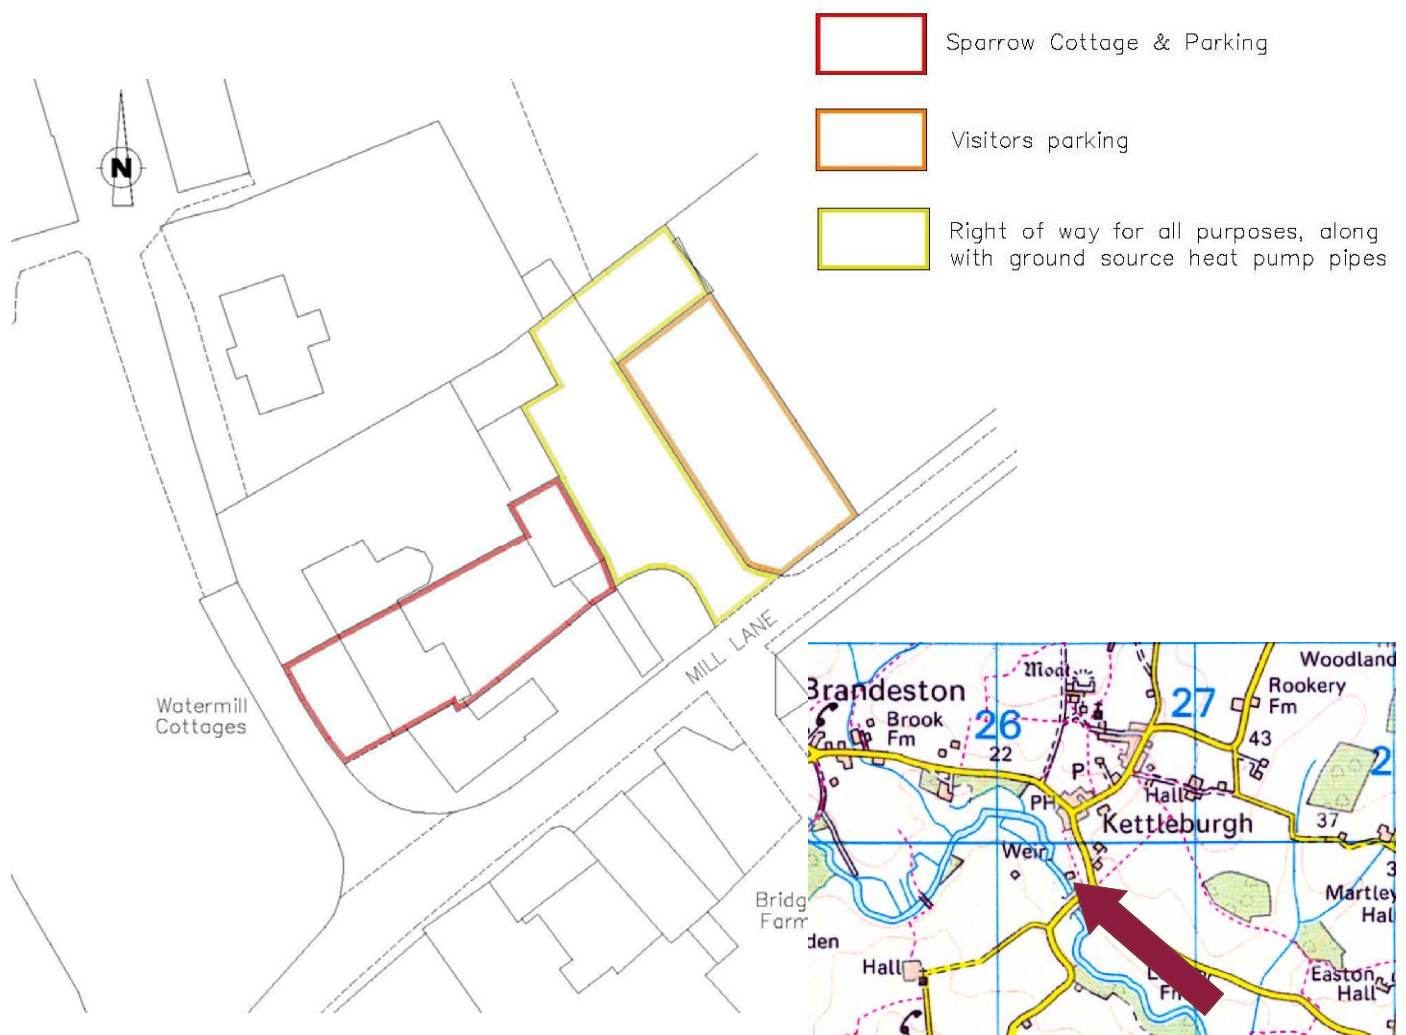 Sparrow Cottage & Parking
Visitors parking
Right of way for all purposes, along
with ground source heat pump pipes
N
MILL LANE
Watermill
Cottages
Bridg
Farm
Brandeston
Brook
Fm
26
22
Moat
27
Woodland
Rookery
Fm
43
2
P
PH
Hall
37
Kettleburgh
Weir
3
Martley
Hal
den
Hall
Fm
Easton
Hall